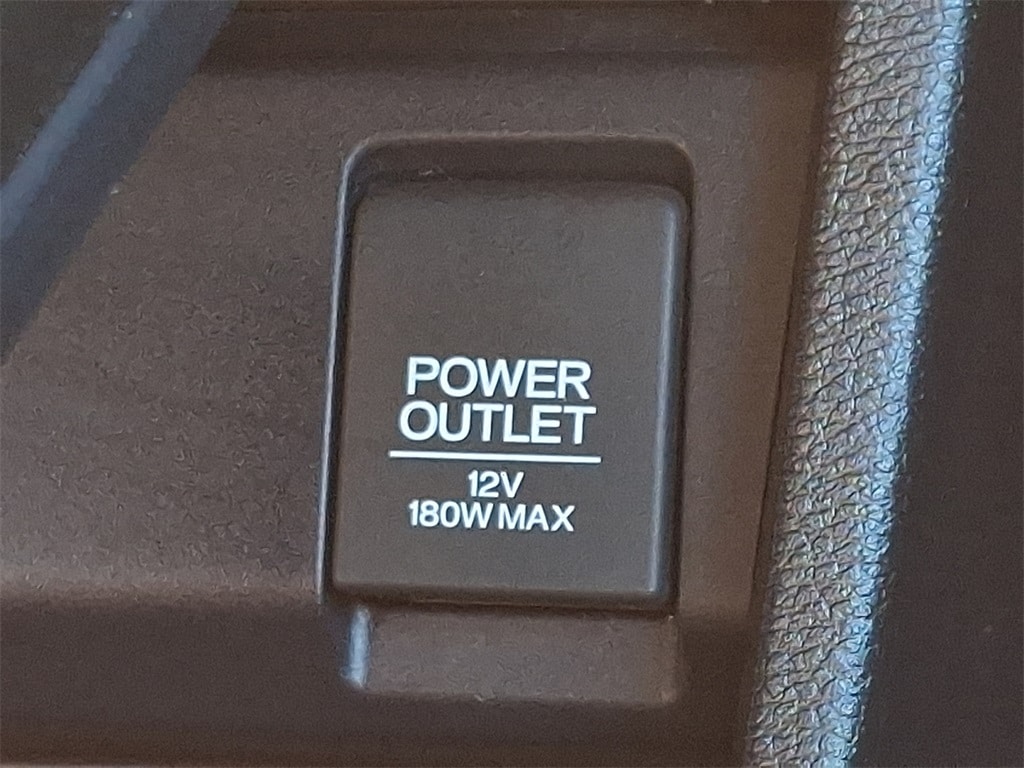 POWER
OUTLET
12V
180W MAX